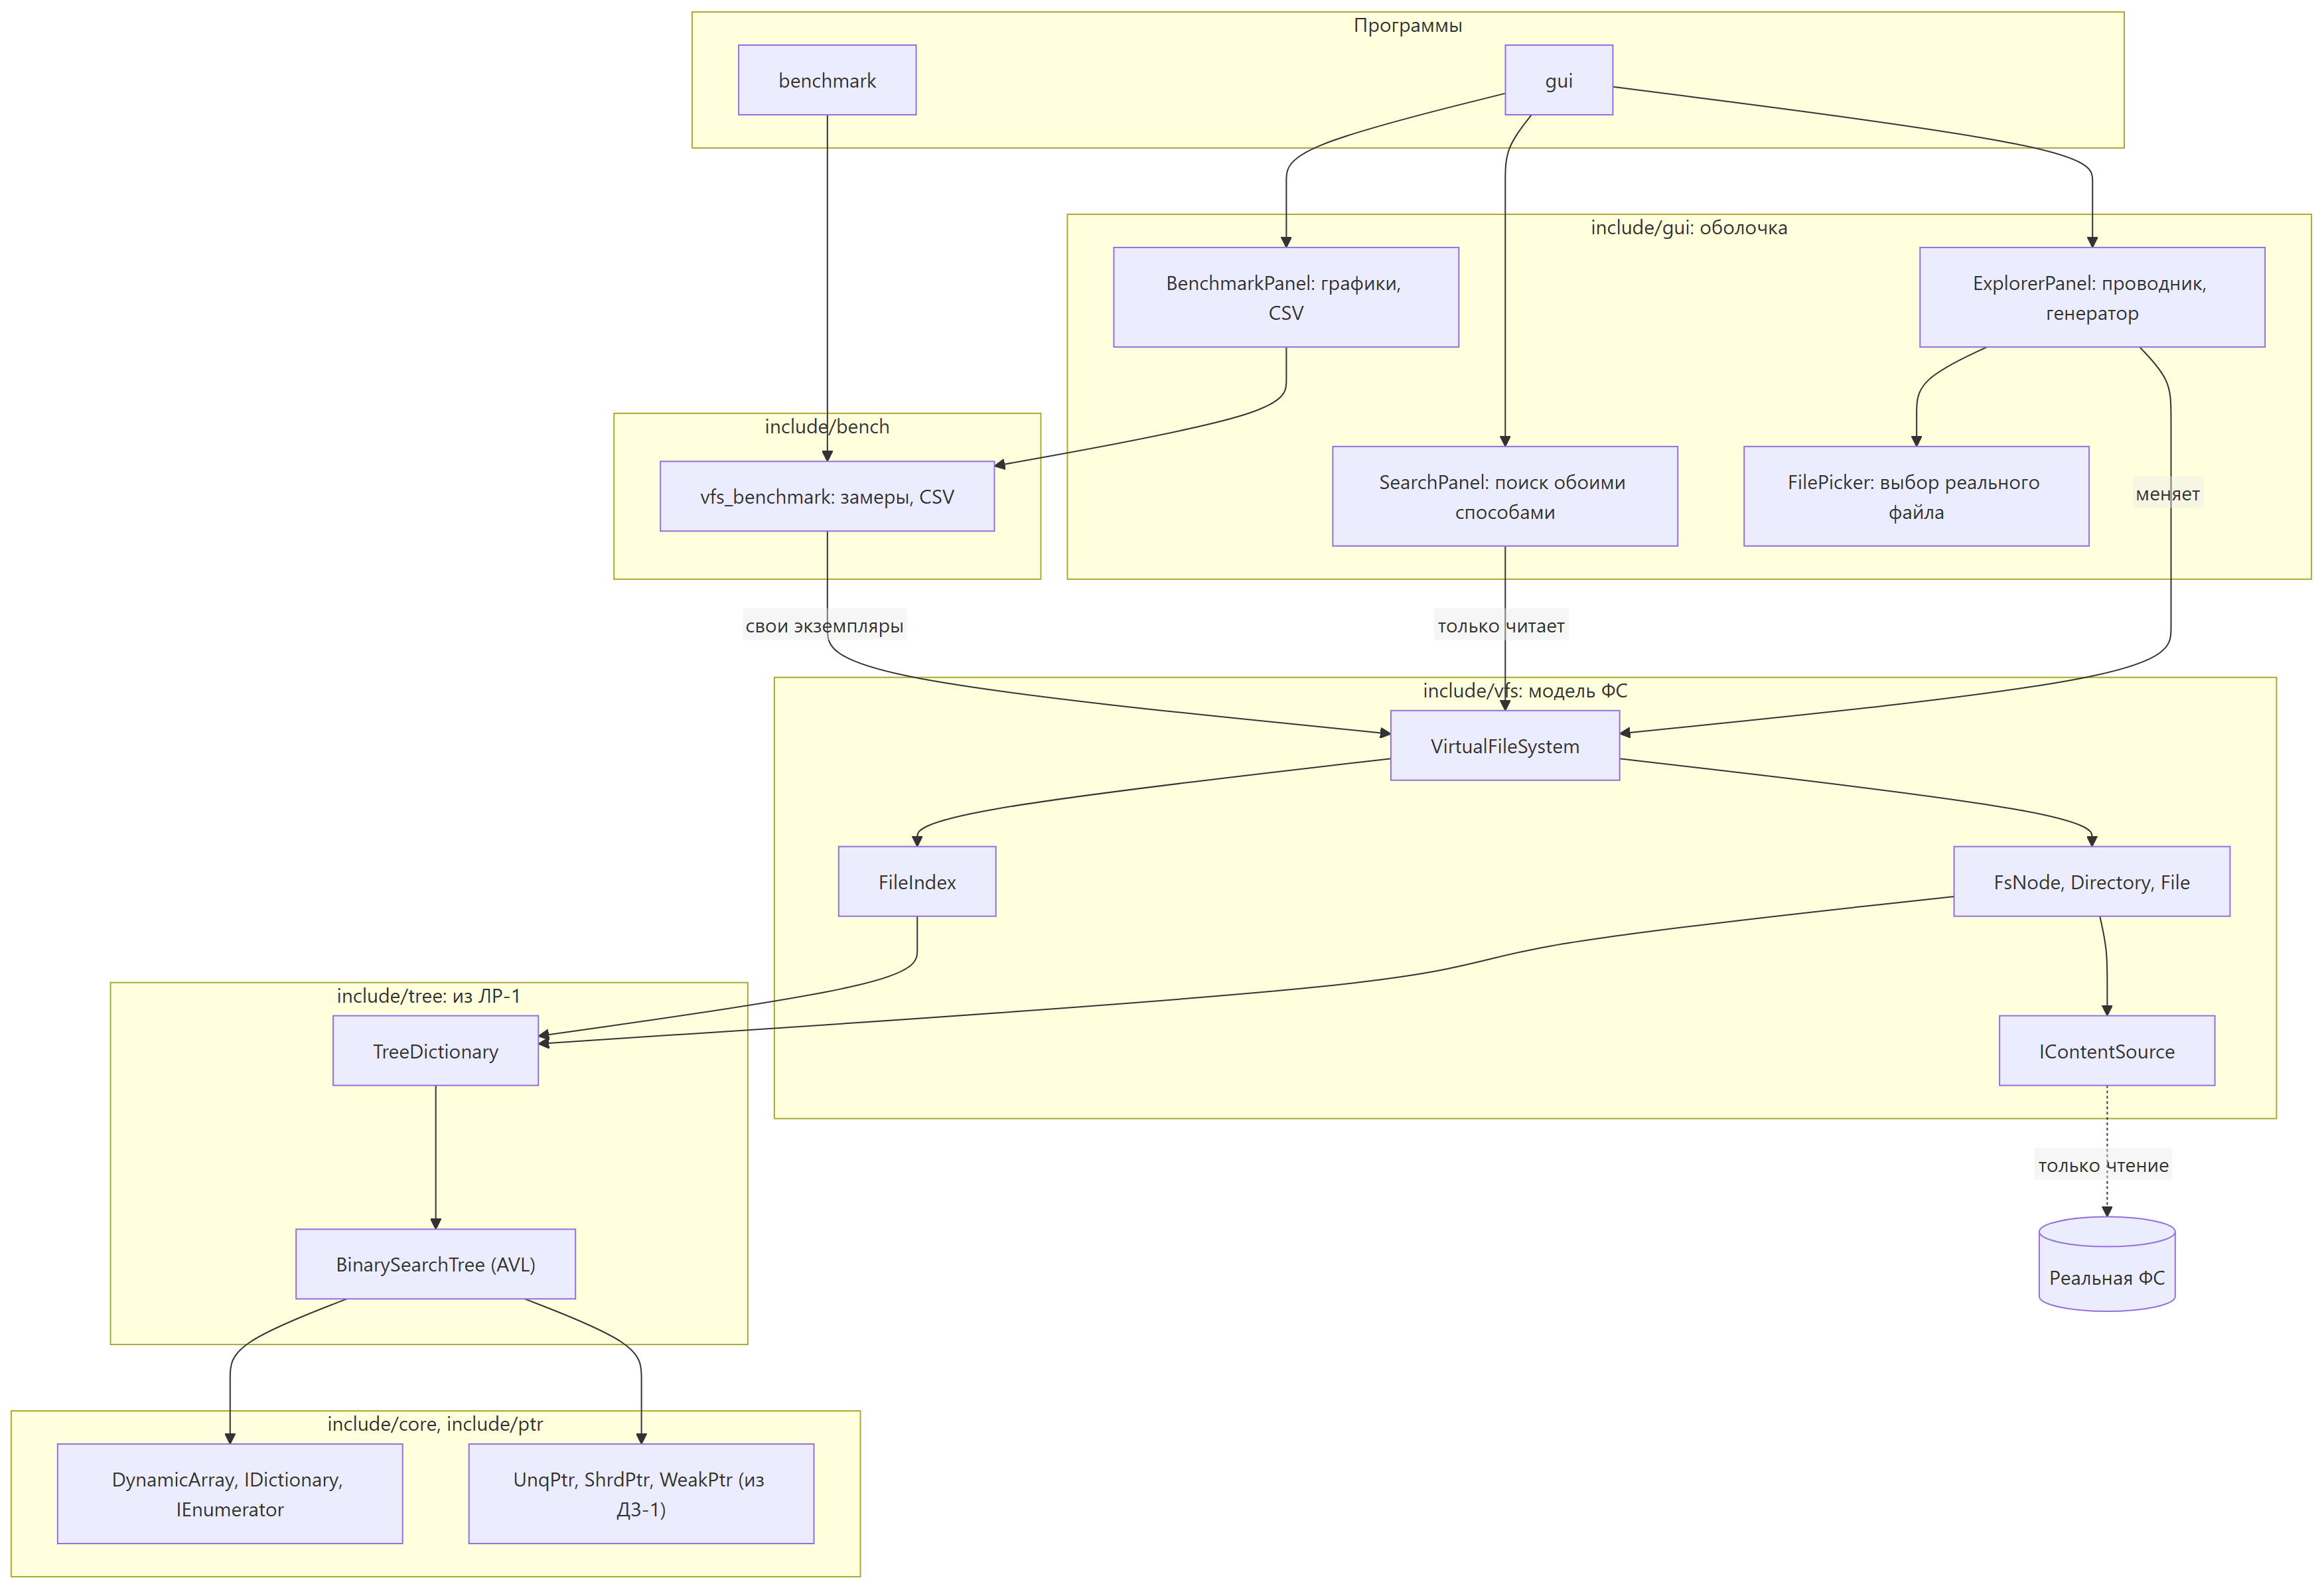 Программы
benchmark
gui
include/gui: оболочка
BenchmarkPanel: графики,
CSV
ExplorerPanel: проводник,
генератор
include/bench
vfs_benchmark: замеры, CSV
SearchPanel: поиск обоими
способами
FilePicker: выбор реального
файла
меняет
свои экземпляры
только читает
include/vfs: модель ФС
VirtualFileSystem
FileIndex
FsNode, Directory, File
include/tree: из ЛР-1
TreeDictionary
IContentSource
только чтение
BinarySearchTree (AVL)
Реальная ФС
include/core, include/ptr
DynamicArray, IDictionary,
IEnumerator
UnqPtr, ShrdPtr, WeakPtr (из
ДЗ-1)